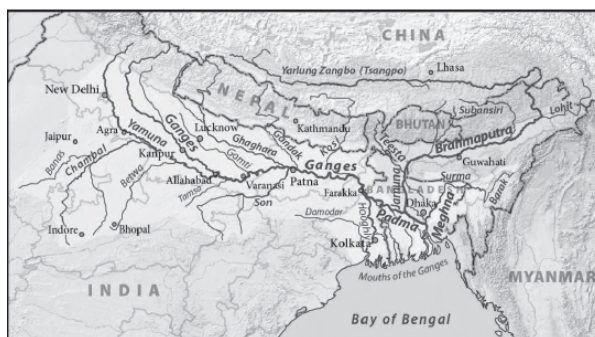 CHINA
Yarlung Zangbo (Tsangpo)
Lhasa
New Delhi
NEPAL
Subansiri
Lohit
Jaipur
Agra
Yamuna
Ganges
Lucknow
Kathmandu
BHUTAN
Brahmaputra
Banas
Chambal
Kanpur
Ghaghara
Gandak
Kosi
Teesta
Guwahati
Betwa
Gomti
Ganges
Jamuna
Surma
Allahabad
Varanasi
Patna
Farakka
BANGLADESH
Barak
Tamsa
Son
Dhaka
Indore
Bhopal
Damodar
Hooghly
Padma
Meghna
Kolkata
Mouths of the Ganges
INDIA
MYANMAR
Bay of Bengal